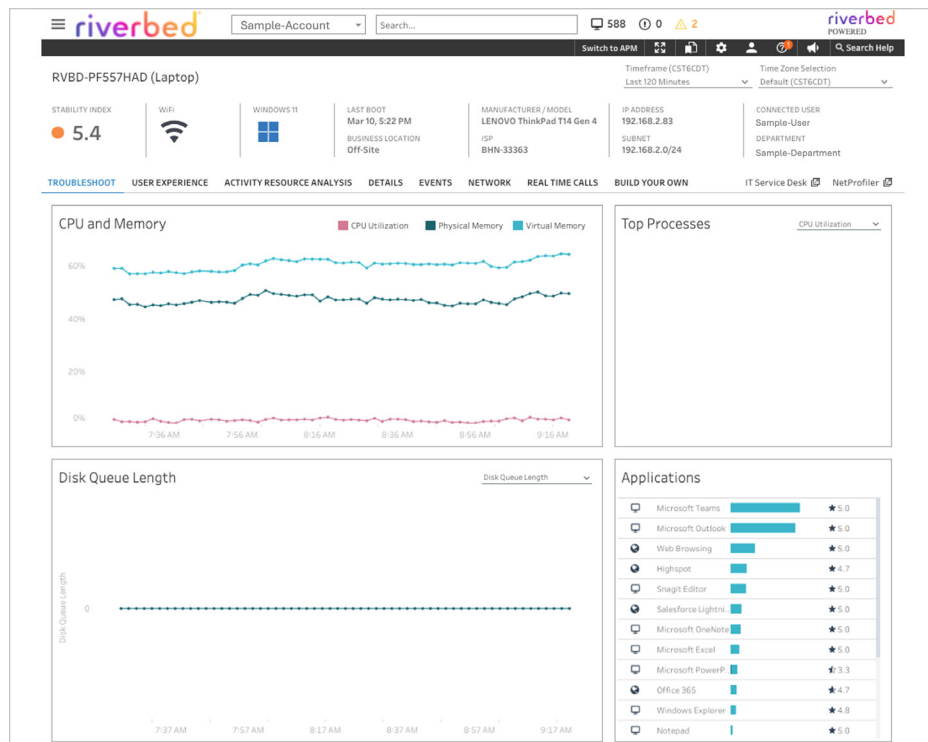 riverbed
Sample-Account
Search...
588
0
2
riverbed
POWERED
Switch to APM
Search Help
RVBD-PF557HAD (Laptop)
Timeframe (CST6CDT)
Last 120 Minutes
Time Zone Selection
Default (CST6CDT)
STABILITY INDEX
5.4
WiFi
WINDOWS 11
LAST BOOT
Mar 10, 5:22 PM
BUSINESS LOCATION
Off-Site
MANUFACTURER / MODEL
LENOVO ThinkPad T14 Gen 4
ISP
BHN-33363
IP ADDRESS
192.168.2.83
SUBNET
192.168.2.0/24
CONNECTED USER
Sample-User
DEPARTMENT
Sample-Department
TROUBLESHOOT USER EXPERIENCE ACTIVITY RESOURCE ANALYSIS DETAILS EVENTS NETWORK REAL TIME CALLS BUILD YOUR OWN IT Service Desk NetProfiler
CPU and Memory
CPU Utilization Physical Memory Virtual Memory
60%
40%
20%
0%
7:36 AM 7:56 AM 8:16 AM 8:36 AM 8:56 AM 9:16 AM
Top Processes
CPU Utilization
Disk Queue Length
Disk Queue Length
Disk Queue Length
0
7:37 AM 7:57 AM 8:17 AM 8:37 AM 8:57 AM 9:17 AM
Applications
Microsoft Teams 5.0
Microsoft Outlook 5.0
Web Browsing 5.0
Highspot 4.7
Snagit Editor 5.0
Salesforce Lightni.. 5.0
Microsoft OneNote 5.0
Microsoft Excel 5.0
Microsoft PowerP.. 3.3
Office 365 4.7
Windows Explorer 4.8
Notepad 5.0